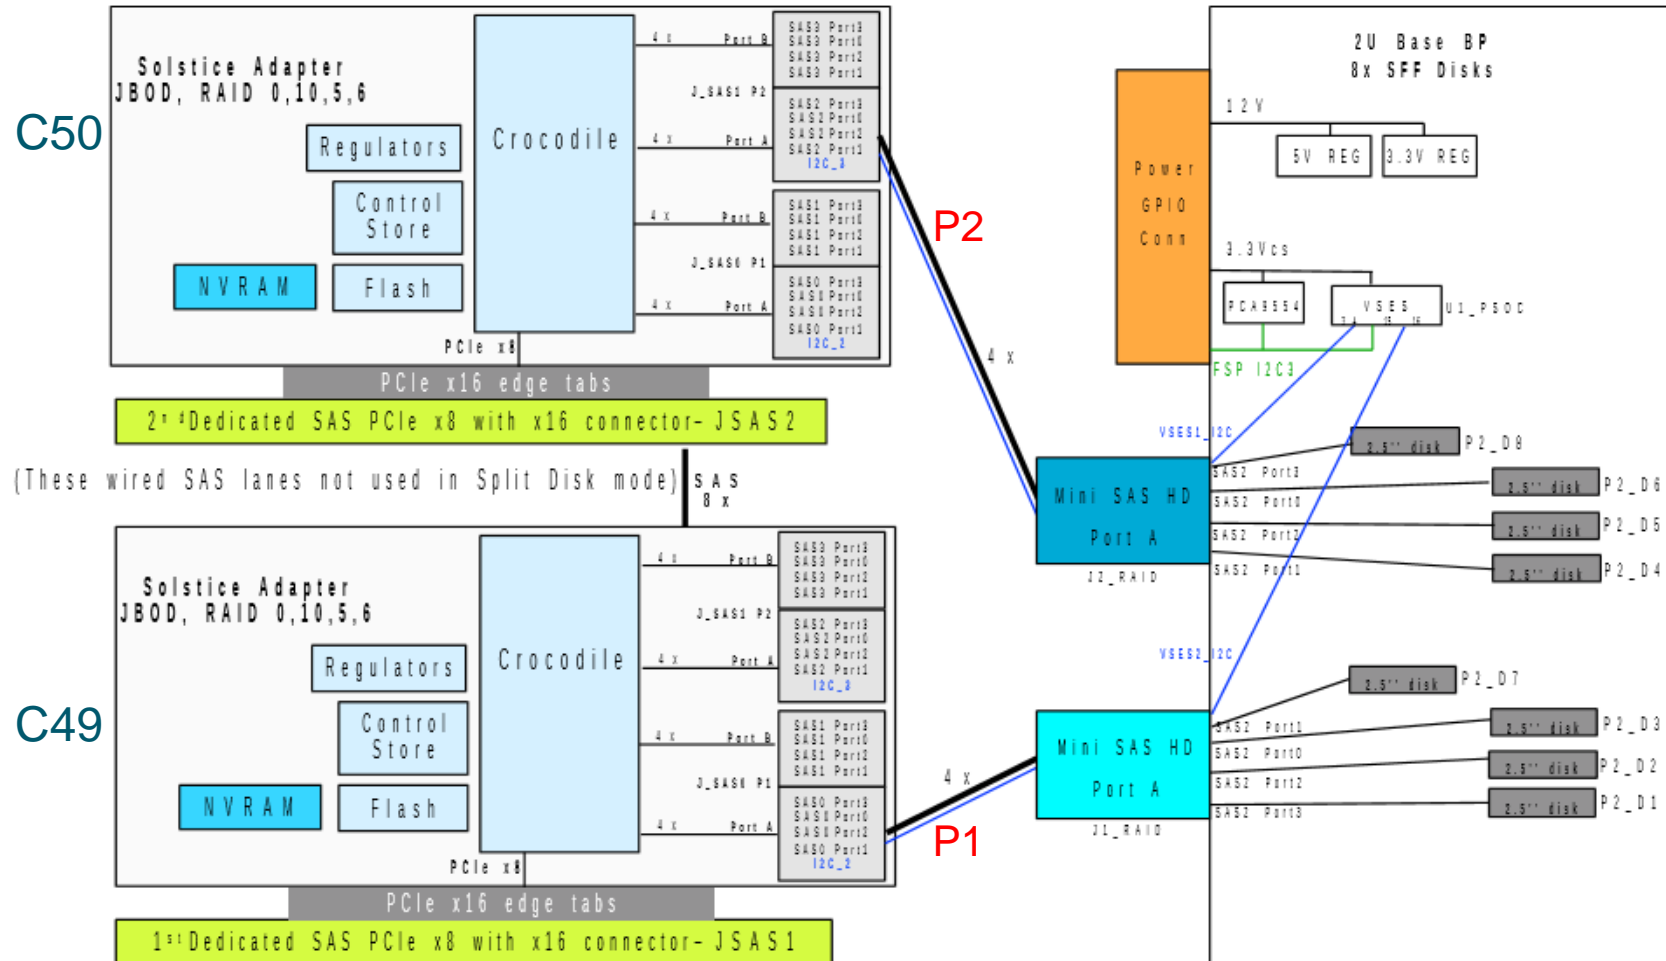 Solstice Adapter
JBOD, RAID 0,10,5,6
C50
Regulators
Control
Store
NVRAM
Flash
Crocodile
PCIe x8
4 x
Port B
J_SAS1 P2
4 x
Port A
4 x
Port B
J_SAS0 P1
4 x
Port A
SAS3 Port3
SAS3 Port0
SAS3 Port2
SAS3 Port1
SAS2 Port3
SAS2 Port0
SAS2 Port2
SAS2 Port1
I2C_3
SAS1 Port3
SAS1 Port0
SAS1 Port2
SAS1 Port1
SAS0 Port3
SAS0 Port0
SAS0 Port2
SAS0 Port1
I2C_2
PCIe x16 edge tabs
2nd Dedicated SAS PCIe x8 with x16 connector- JSAS2
(These wired SAS lanes not used in Split Disk mode)
SAS
8 x
Solstice Adapter
JBOD, RAID 0,10,5,6
C49
Regulators
Control
Store
NVRAM
Flash
Crocodile
PCIe x8
4 x
Port B
J_SAS1 P2
4 x
Port A
4 x
Port B
J_SAS0 P1
4 x
Port A
SAS3 Port3
SAS3 Port0
SAS3 Port2
SAS3 Port1
SAS2 Port3
SAS2 Port0
SAS2 Port2
SAS2 Port1
I2C_3
SAS1 Port3
SAS1 Port0
SAS1 Port2
SAS1 Port1
SAS0 Port3
SAS0 Port0
SAS0 Port2
SAS0 Port1
I2C_2
PCIe x16 edge tabs
1st Dedicated SAS PCIe x8 with x16 connector- JSAS1
P2
4 x
P1
4 x
2U Base BP
8x SFF Disks
Power
GPIO
Conn
12V
5V REG
3.3V REG
3.3Vcs
PCA9554
VSES
15 16
U1_PSOC
FSP I2C3
VSES1_I2C
Mini SAS HD
Port A
J2_RAID
SAS2 Port3
SAS2 Port0
SAS2 Port2
SAS2 Port1
2.5'' disk
P2_D8
2.5'' disk
P2_D6
2.5'' disk
P2_D5
2.5'' disk
P2_D4
VSES2_I2C
Mini SAS HD
Port A
J1_RAID
SAS2 Port1
SAS2 Port0
SAS2 Port2
SAS2 Port3
2.5'' disk
P2_D7
2.5'' disk
P2_D3
2.5'' disk
P2_D2
2.5'' disk
P2_D1